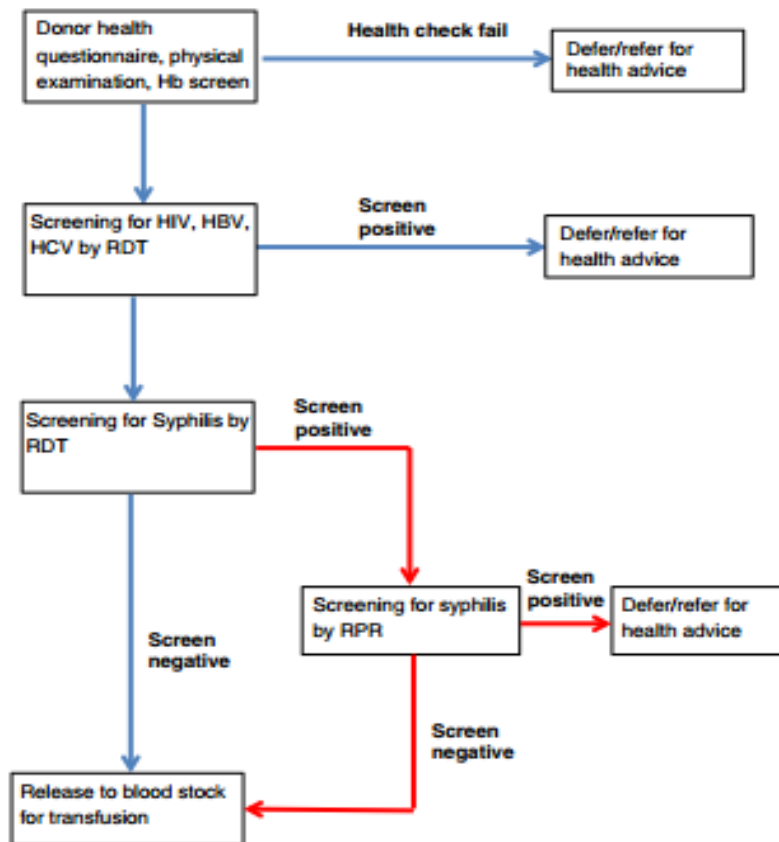 Donor health
questionnaire, physical
examination, Hb screen
Health check fail
Defer/refer for
health advice
Screening for HIV, HBV,
HCV by RDT
Screen
positive
Defer/refer for
health advice
Screening for Syphilis by
RDT
Screen
positive
Screening for syphilis
by RPR
Screen
positive
Defer/refer for
health advice
Screen
negative
Screen
negative
Release to blood stock
for transfusion